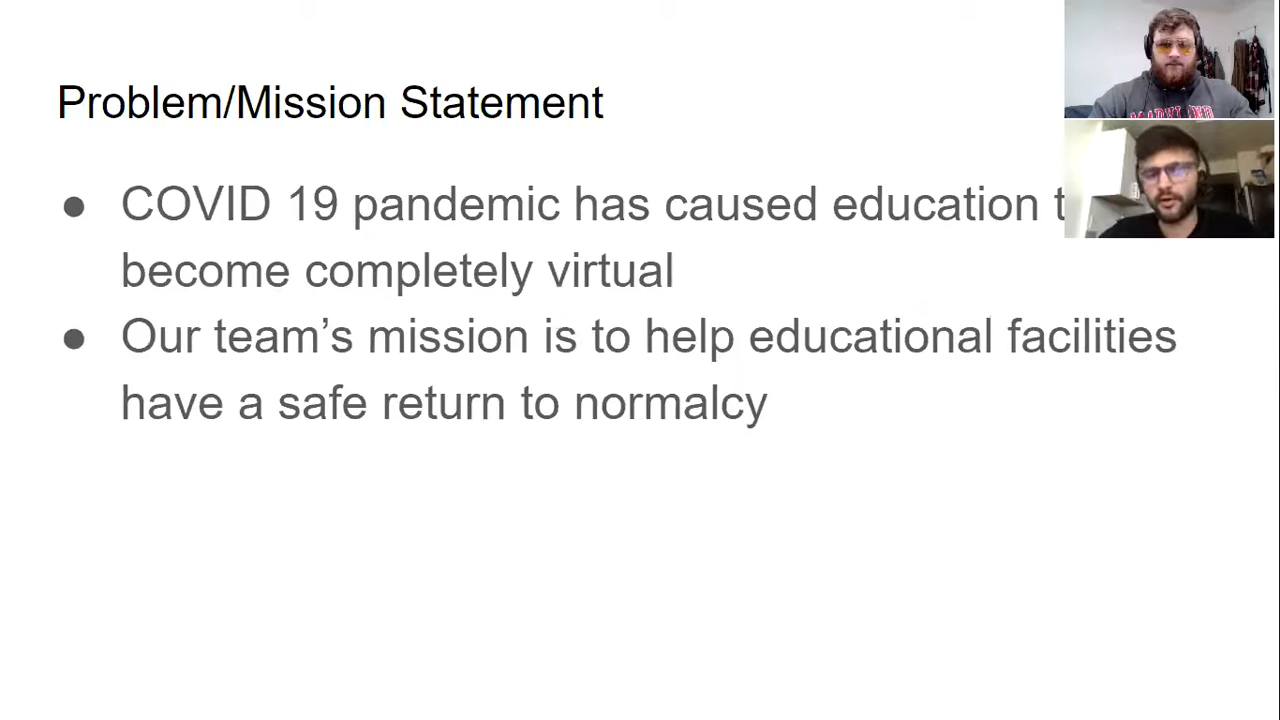 Problem/Mission Statement
● COVID 19 pandemic has caused education
become completely virtual
● Our team’s mission is to help educational facilities
have a safe return to normalcy
MARYLAND